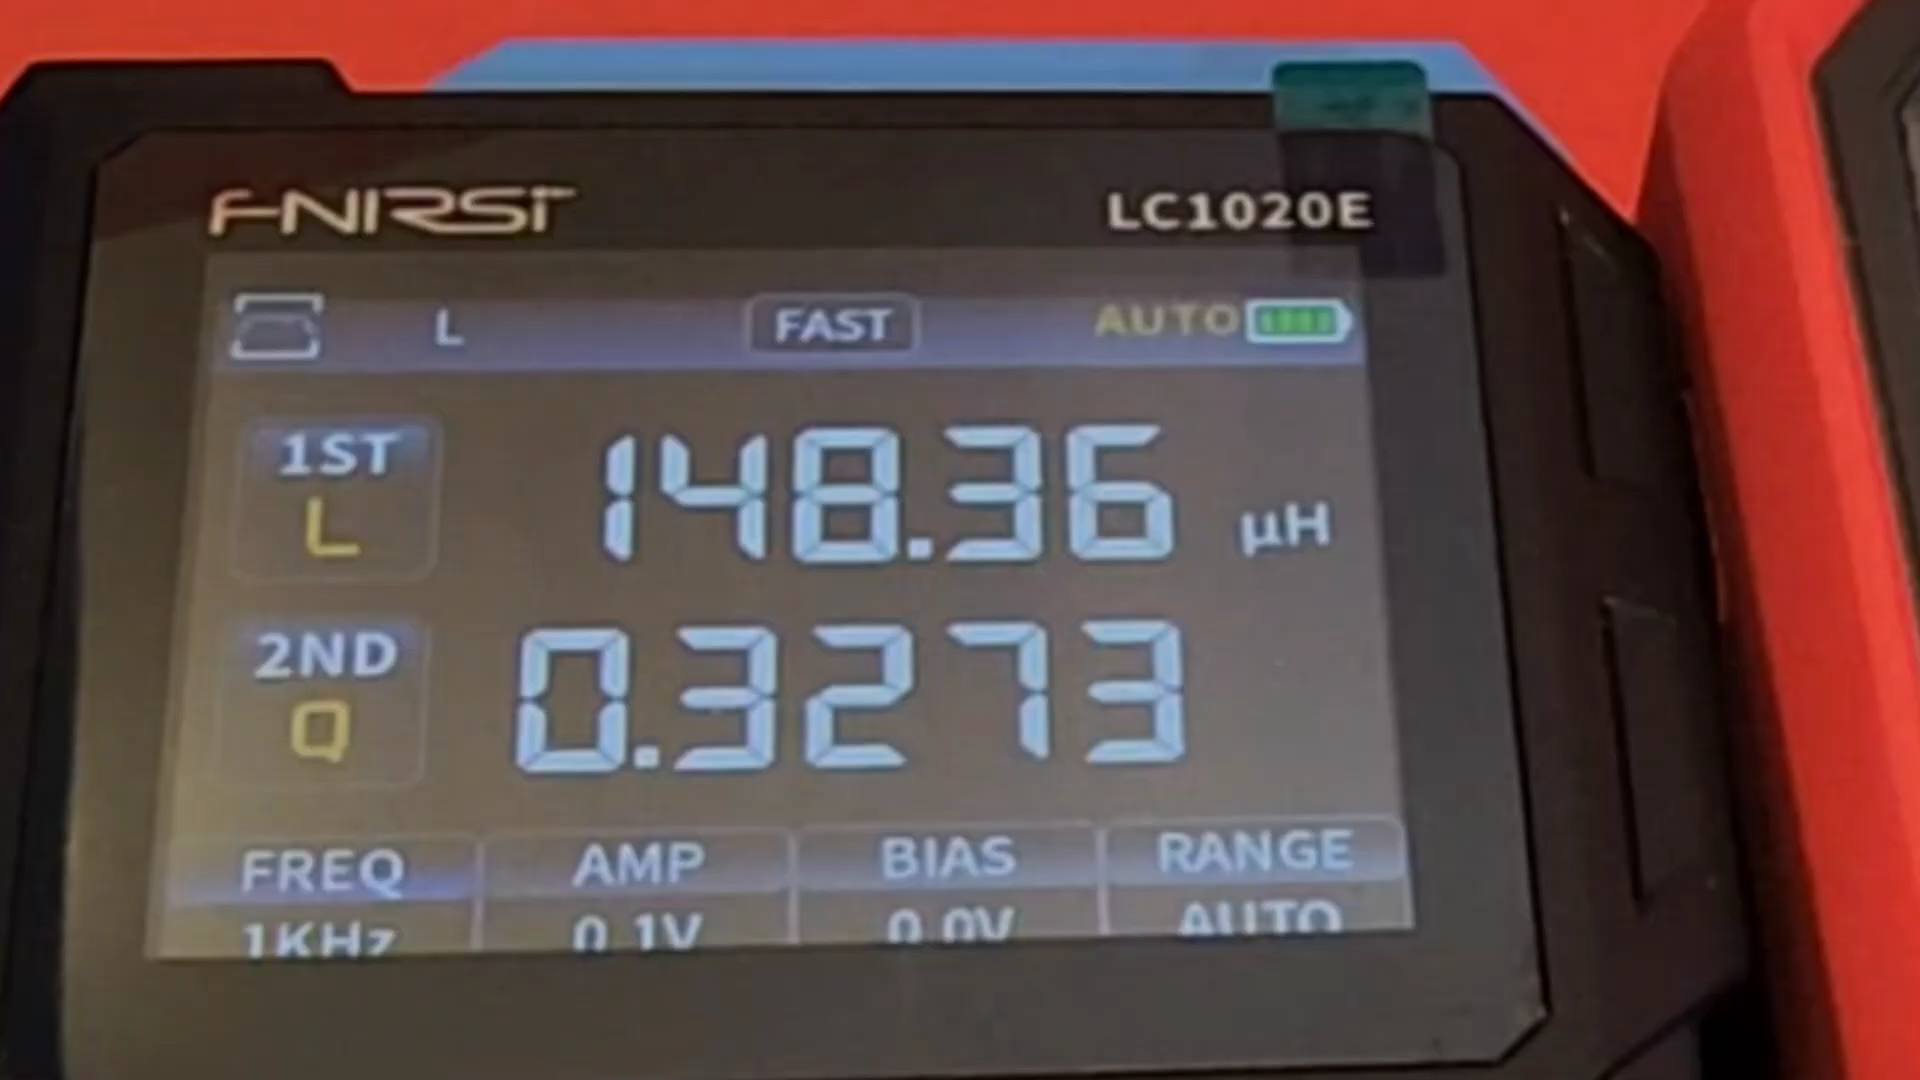 FNIRSI LC1020E
L FAST AUTO
1ST 148.36 µH
L
2ND 0.3273
Q
FREQ AMP BIAS RANGE
1KHz 0.1V 0.0V AUTO